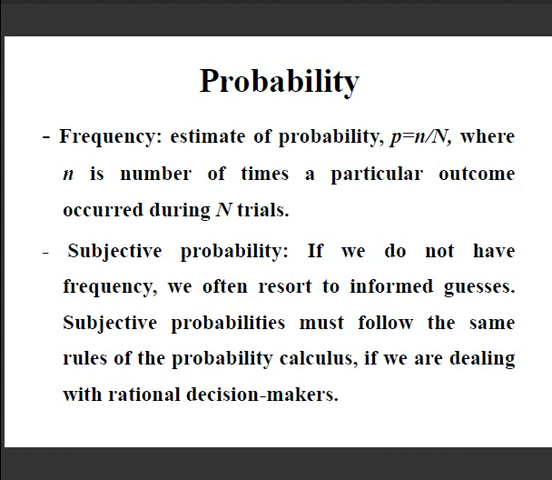 Probability
- Frequency: estimate of probability, p=n/N, where
n is number of times a particular outcome
occurred during N trials.
- Subjective probability: If we do not have
frequency, we often resort to informed guesses.
Subjective probabilities must follow the same
rules of the probability calculus, if we are dealing
with rational decision-makers.